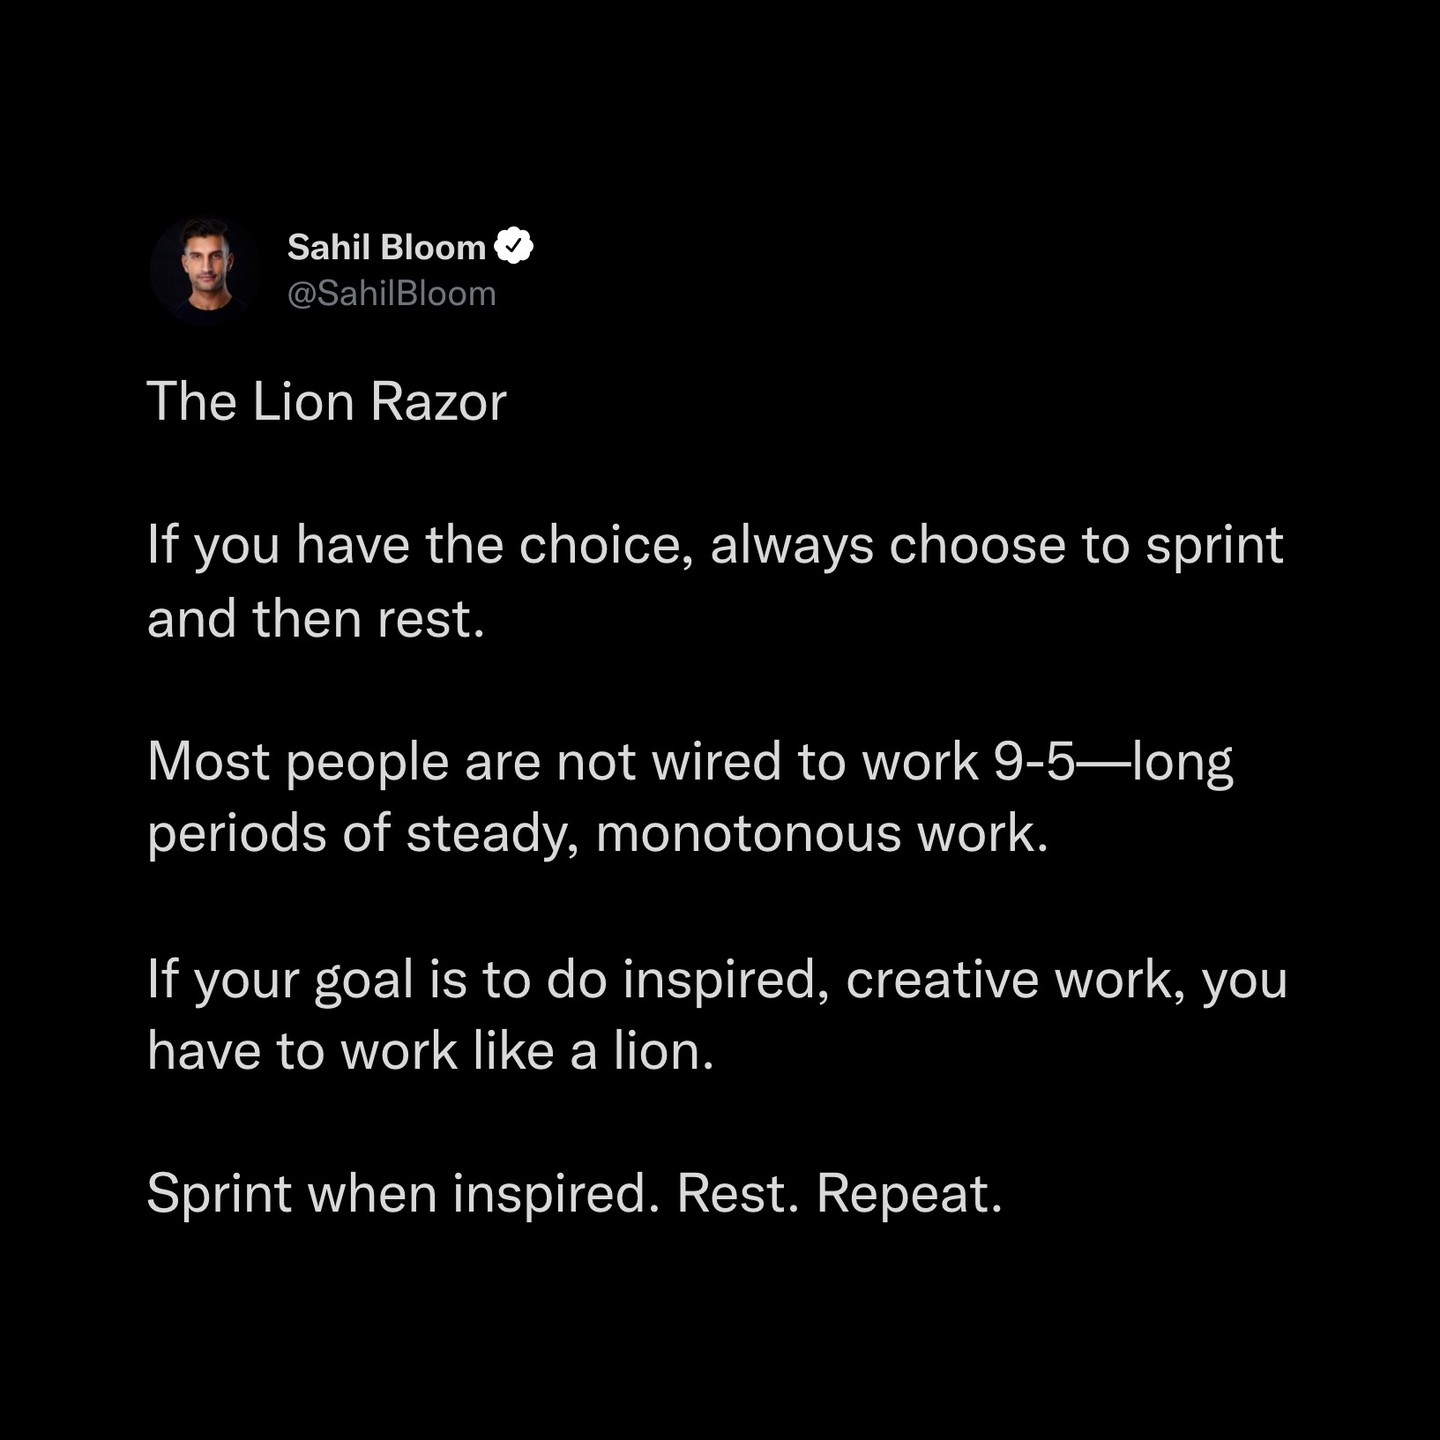 Sahil Bloom
@SahilBloom
The Lion Razor
If you have the choice, always choose to sprint
and then rest.
Most people are not wired to work 9-5—long
periods of steady, monotonous work.
If your goal is to do inspired, creative work, you
have to work like a lion.
Sprint when inspired. Rest. Repeat.